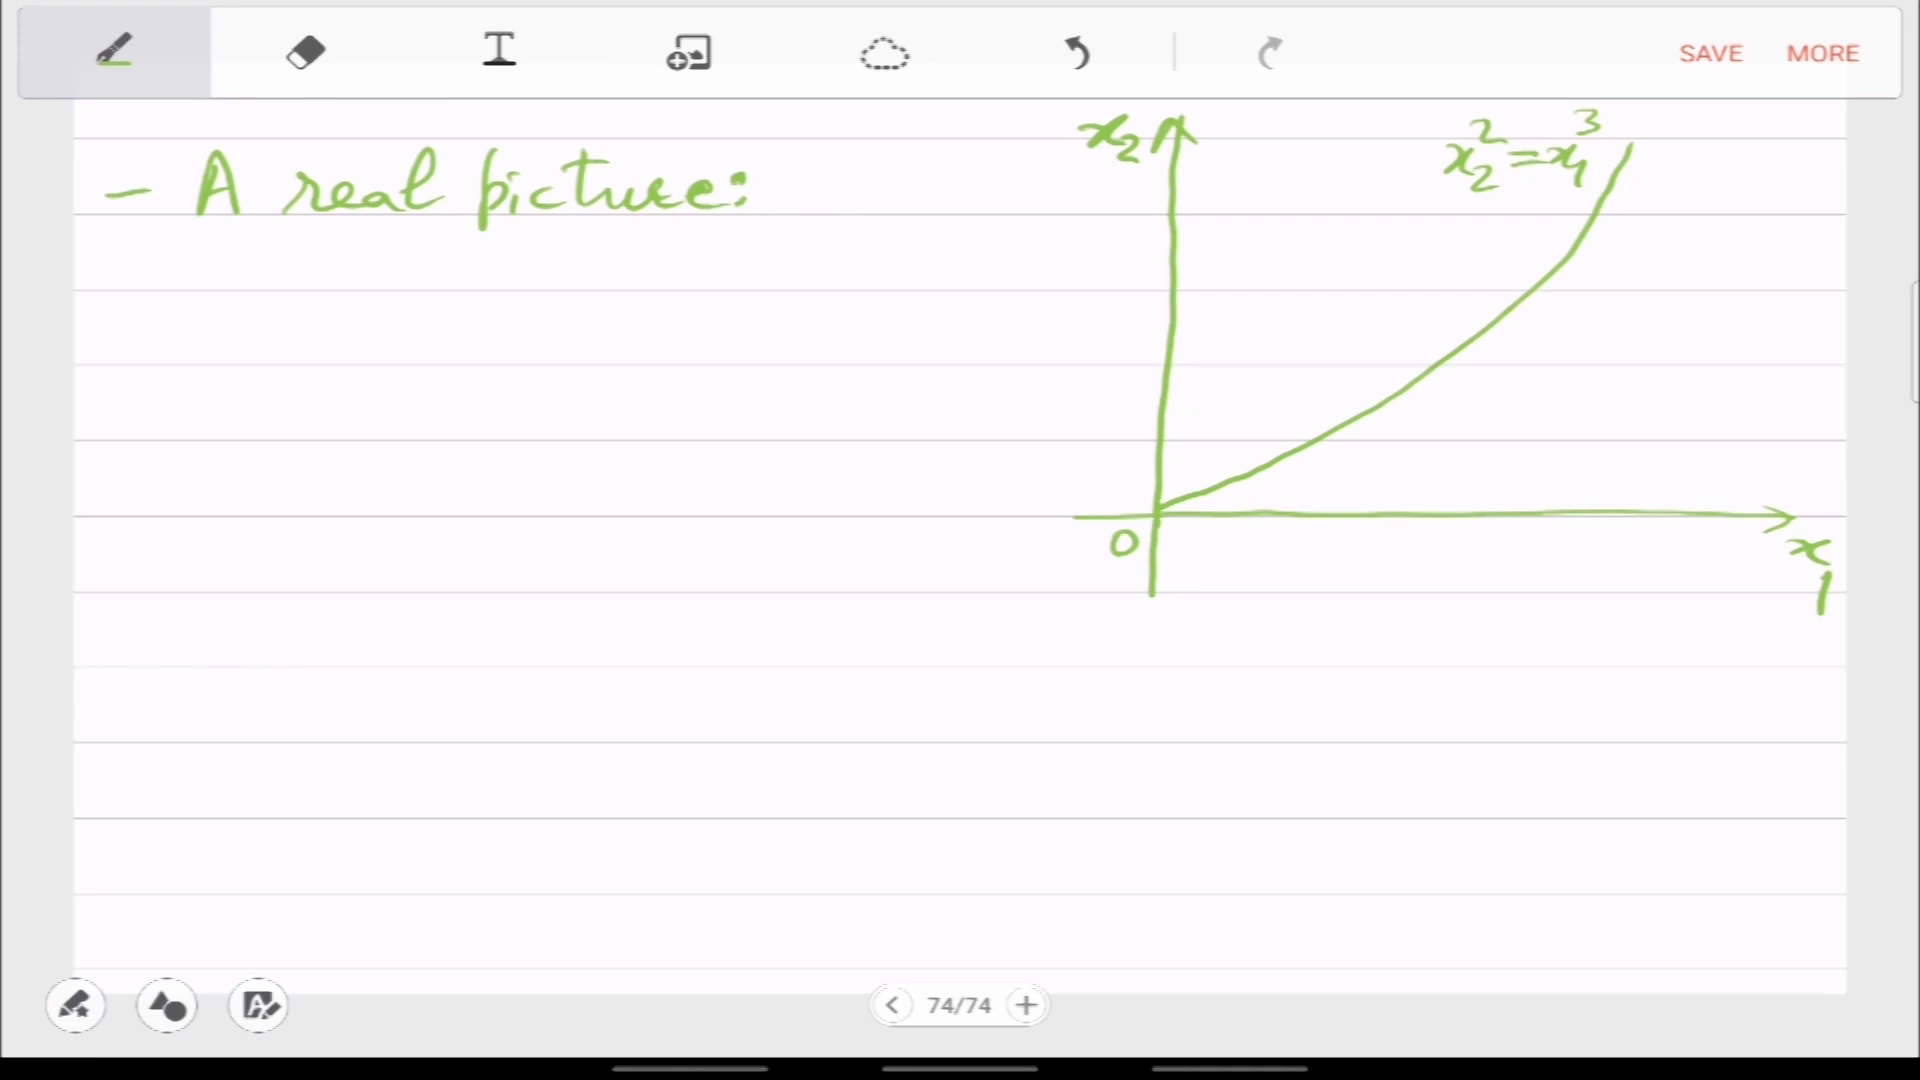 SAVE MORE
- A real picture:
x₂
x₂² = x₁³
0
x₁
74/74